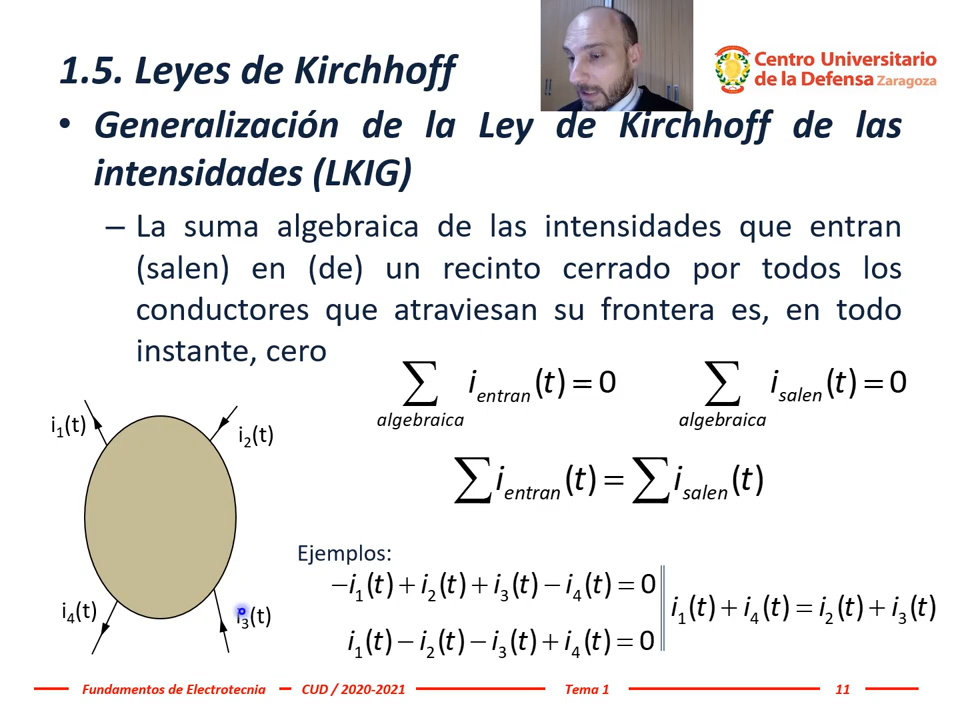 1.5. Leyes de Kirchhoff
Centro Universitario
de la Defensa Zaragoza
• Generalización de la Ley de Kirchhoff de las
intensidades (LKIG)
– La suma algebraica de las intensidades que entran
(salen) en (de) un recinto cerrado por todos los
conductores que atraviesan su frontera es, en todo
instante, cero
∑ i_entran(t) = 0
algebraica
∑ i_salen(t) = 0
algebraica
∑ i_entran(t) = ∑ i_salen(t)
i₁(t)
i₂(t)
i₄(t)
i₃(t)
Ejemplos:
−i₁(t) + i₂(t) + i₃(t) − i₄(t) = 0
i₁(t) − i₂(t) − i₃(t) + i₄(t) = 0
i₁(t) + i₄(t) = i₂(t) + i₃(t)
Fundamentos de Electrotecnia CUD / 2020-2021 Tema 1 11